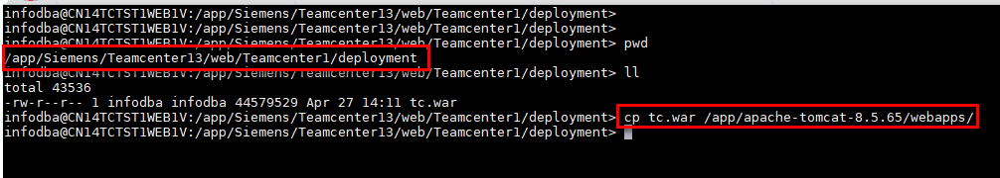 infodba@CN14TCTST1WEB1V:/app/Siemens/Teamcenter13/web/Teamcenter1/deployment>
infodba@CN14TCTST1WEB1V:/app/Siemens/Teamcenter13/web/Teamcenter1/deployment>
infodba@CN14TCTST1WEB1V:/app/Siemens/Teamcenter13/web/Teamcenter1/deployment> pwd
/app/Siemens/Teamcenter13/web/Teamcenter1/deployment
infodba@CN14TCTST1WEB1V:/app/Siemens/Teamcenter13/web/Teamcenter1/deployment> ll
total 43536
-rw-r--r-- 1 infodba infodba 44579529 Apr 27 14:11 tc.war
infodba@CN14TCTST1WEB1V:/app/Siemens/Teamcenter13/web/Teamcenter1/deployment> cp tc.war /app/apache-tomcat-8.5.65/webapps/
infodba@CN14TCTST1WEB1V:/app/Siemens/Teamcenter13/web/Teamcenter1/deployment>